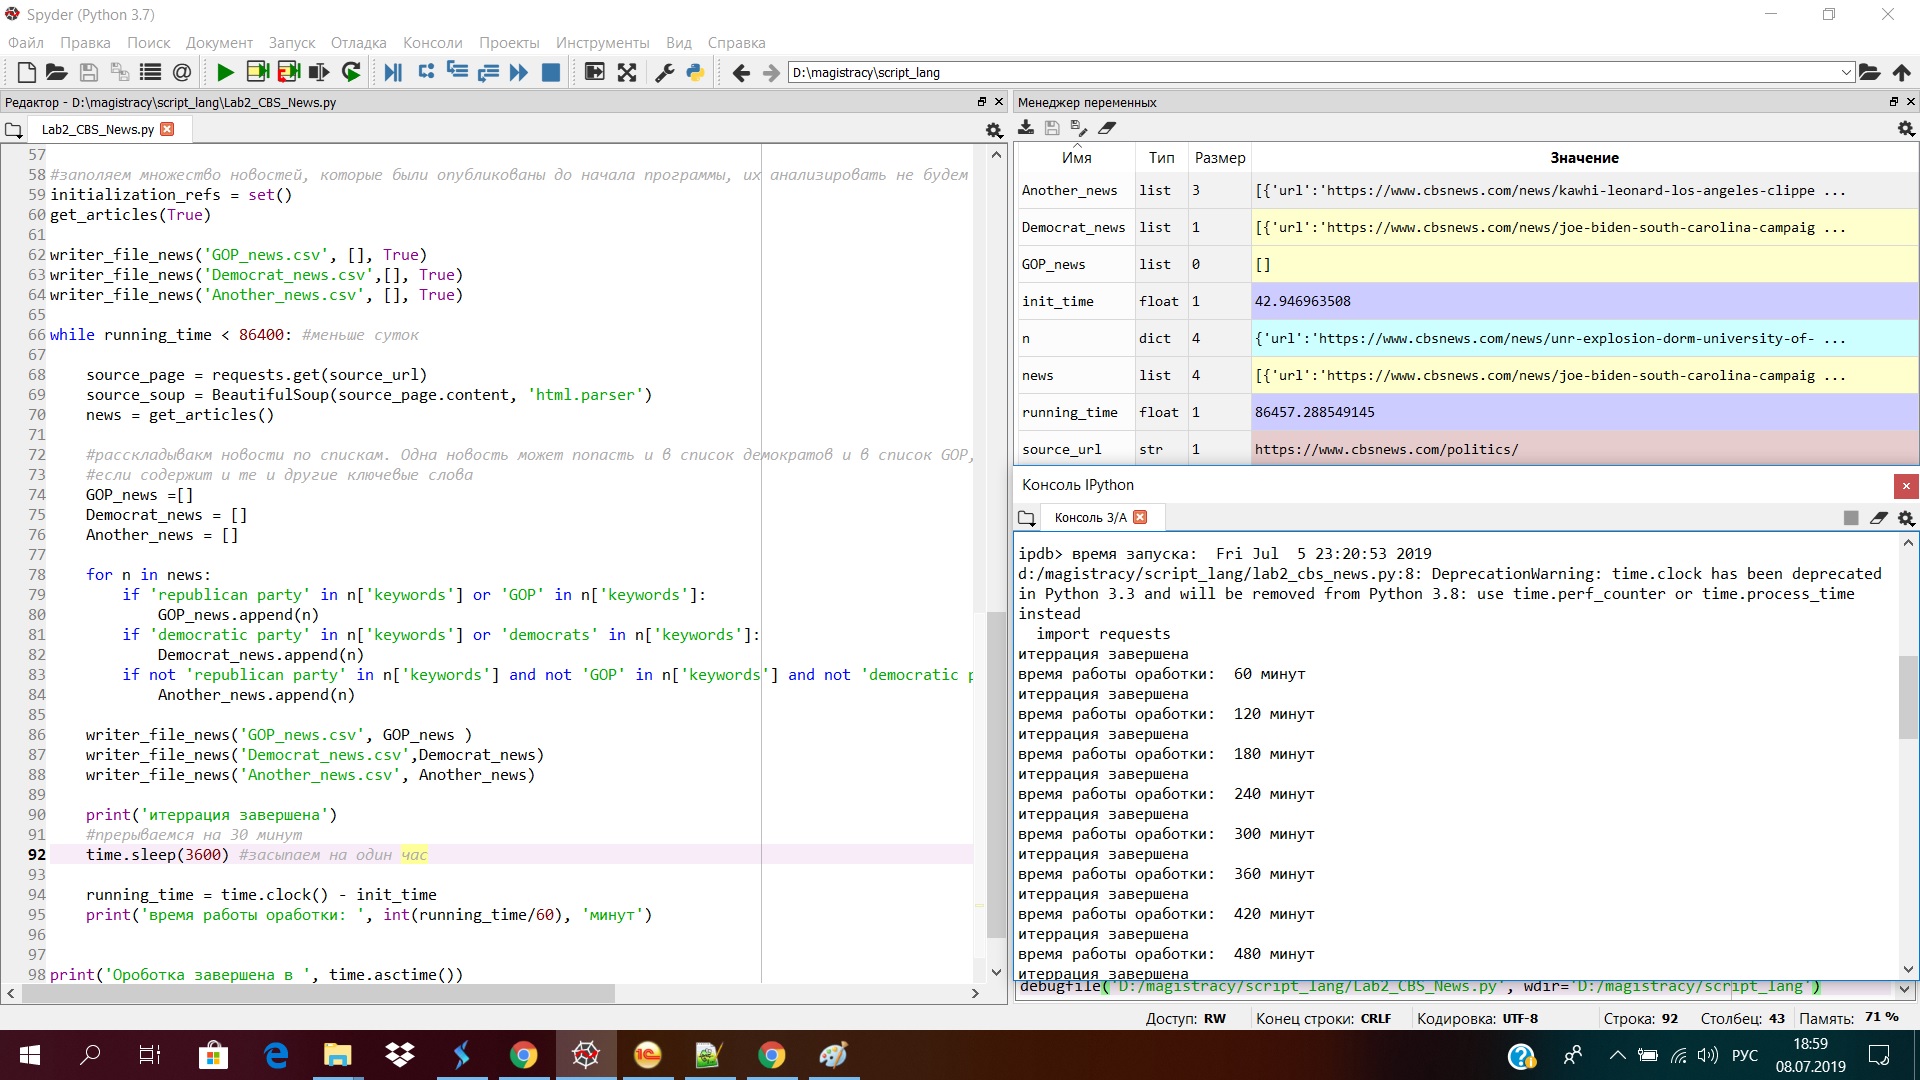 Spyder (Python 3.7)
Файл Правка Поиск Документ Запуск Отладка Консоли Проекты Инструменты Вид Справка
D:\magistracy\script_lang
Редактор - D:\magistracy\script_lang\Lab2_CBS_News.py
Lab2_CBS_News.py
57
58 #заполяем множество новостей, которые были опубликованы до начала программы, их анализировать не будем
59 initialization_refs = set()
60 get_articles(True)
61
62 writer_file_news('GOP_news.csv', [], True)
63 writer_file_news('Democrat_news.csv',[], True)
64 writer_file_news('Another_news.csv', [], True)
65
66 while running_time < 86400: #меньше суток
67
68 source_page = requests.get(source_url)
69 source_soup = BeautifulSoup(source_page.content, 'html.parser')
70 news = get_articles()
71
72 #расскладывакм новости по спискам. Одна новость может попасть и в список демократов и в список GOP,
73 #если содержит и те и другие ключевые слова
74 GOP_news =[]
75 Democrat_news = []
76 Another_news = []
77
78 for n in news:
79 if 'republican party' in n['keywords'] or 'GOP' in n['keywords']:
80 GOP_news.append(n)
81 if 'democratic party' in n['keywords'] or 'democrats' in n['keywords']:
82 Democrat_news.append(n)
83 if not 'republican party' in n['keywords'] and not 'GOP' in n['keywords'] and not 'democratic p
84 Another_news.append(n)
85
86 writer_file_news('GOP_news.csv', GOP_news )
87 writer_file_news('Democrat_news.csv',Democrat_news)
88 writer_file_news('Another_news.csv', Another_news)
89
90 print('итеррация завершена')
91 #прерываемся на 30 минут
92 time.sleep(3600) #засыпаем на один час
93
94 running_time = time.clock() - init_time
95 print('время работы оработки: ', int(running_time/60), 'минут')
96
97
98 print('Ороботка завершена в ', time.asctime())
Менеджер переменных
Имя Тип Размер Значение
Another_news list 3 [{'url':'https://www.cbsnews.com/news/kawhi-leonard-los-angeles-clippe ...
Democrat_news list 1 [{'url':'https://www.cbsnews.com/news/joe-biden-south-carolina-campaig ...
GOP_news list 0 []
init_time float 1 42.946963508
n dict 4 {'url':'https://www.cbsnews.com/news/unr-explosion-dorm-university-of- ...
news list 4 [{'url':'https://www.cbsnews.com/news/joe-biden-south-carolina-campaig ...
running_time float 1 86457.288549145
source_url str 1 https://www.cbsnews.com/politics/
Консоль IPython
Консоль 3/A
ipdb> время запуска:  Fri Jul  5 23:20:53 2019
d:/magistracy/script_lang/lab2_cbs_news.py:8: DeprecationWarning: time.clock has been deprecated
in Python 3.3 and will be removed from Python 3.8: use time.perf_counter or time.process_time
instead
import requests
итеррация завершена
время работы оработки:  60 минут
итеррация завершена
время работы оработки:  120 минут
итеррация завершена
время работы оработки:  180 минут
итеррация завершена
время работы оработки:  240 минут
итеррация завершена
время работы оработки:  300 минут
итеррация завершена
время работы оработки:  360 минут
итеррация завершена
время работы оработки:  420 минут
итеррация завершена
время работы оработки:  480 минут
итеррация завершена
debugfile('D:/magistracy/script_lang/Lab2_CBS_News.py', wdir='D:/magistracy/script_lang')
Доступ: RW Конец строки: CRLF Кодировка: UTF-8 Строка: 92 Столбец: 43 Память: 71 %
РУС
18:59
08.07.2019